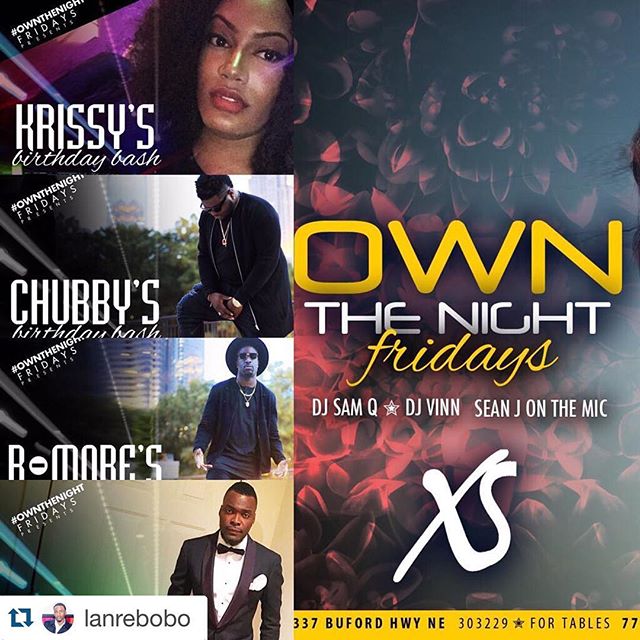 #OWNTHENIGHT
FRIDAYS
PRESENTS
KRISSY'S
birthday bash
#OWNTHENIGHT
FRIDAYS
PRESENTS
CHUBBY'S
birthday bash
#OWNTHENIGHT
FRIDAYS
PRESENTS
R-MORE'S
#OWNTHENIGHT
FRIDAYS
PRESENTS
lanrebobo
OWN
THE NIGHT
fridays
DJ SAM Q ✮ DJ VINN SEAN J ON THE MIC
XS
337 BUFORD HWY NE 303229 ✮ FOR TABLES 77